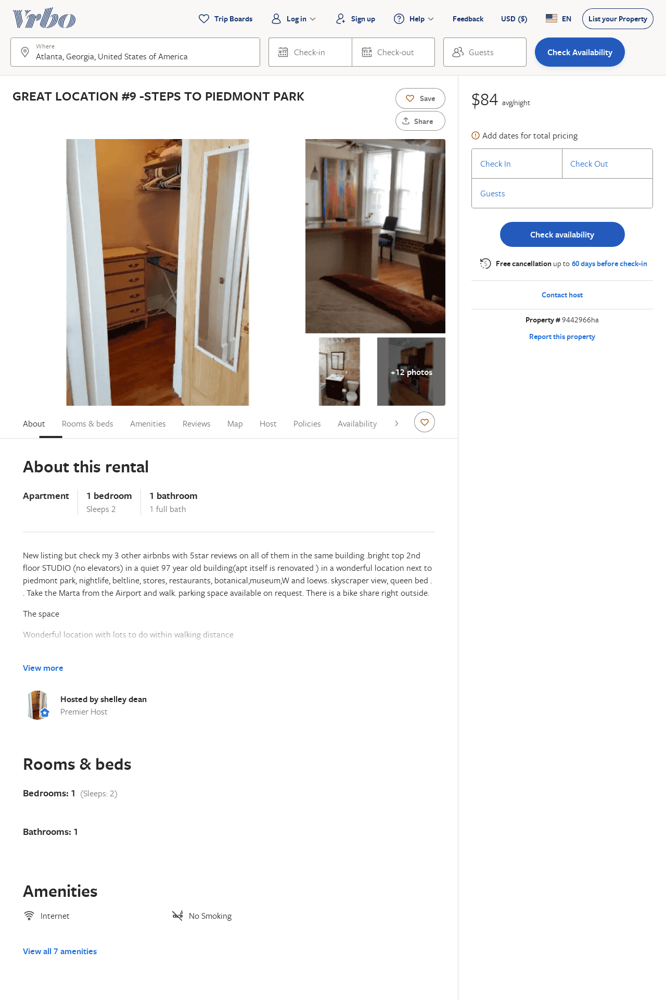 Vrbo
Trip Boards
Log in
Sign up
Help
Feedback
USD ($)
EN
List your Property
Where
Atlanta, Georgia, United States of America
Check-in
Check-out
Guests
Check Availability
GREAT LOCATION #9 -STEPS TO PIEDMONT PARK
Save
Share
+12 photos
$84 avg/night
Add dates for total pricing
Check In
Check Out
Guests
Check availability
Free cancellation up to 60 days before check-in
Contact host
Property # 9442966ha
Report this property
About
Rooms & beds
Amenities
Reviews
Map
Host
Policies
Availability
About this rental
Apartment
1 bedroom
Sleeps 2
1 bathroom
1 full bath
New listing but check my 3 other airbnbs with 5star reviews on all of them in the same building .bright top 2nd
floor STUDIO (no elevators) in a quiet 97 year old building(apt itself is renovated ) in a wonderful location next to
piedmont park, nightlife, beltline, stores, restaurants, botanical,museum,W and loews. skyscraper view, queen bed .
. Take the Marta from the Airport and walk. parking space available on request. There is a bike share right outside.
The space
Wonderful location with lots to do within walking distance
View more
Hosted by shelley dean
Premier Host
Rooms & beds
Bedrooms: 1 (Sleeps: 2)
Bathrooms: 1
Amenities
Internet
No Smoking
View all 7 amenities